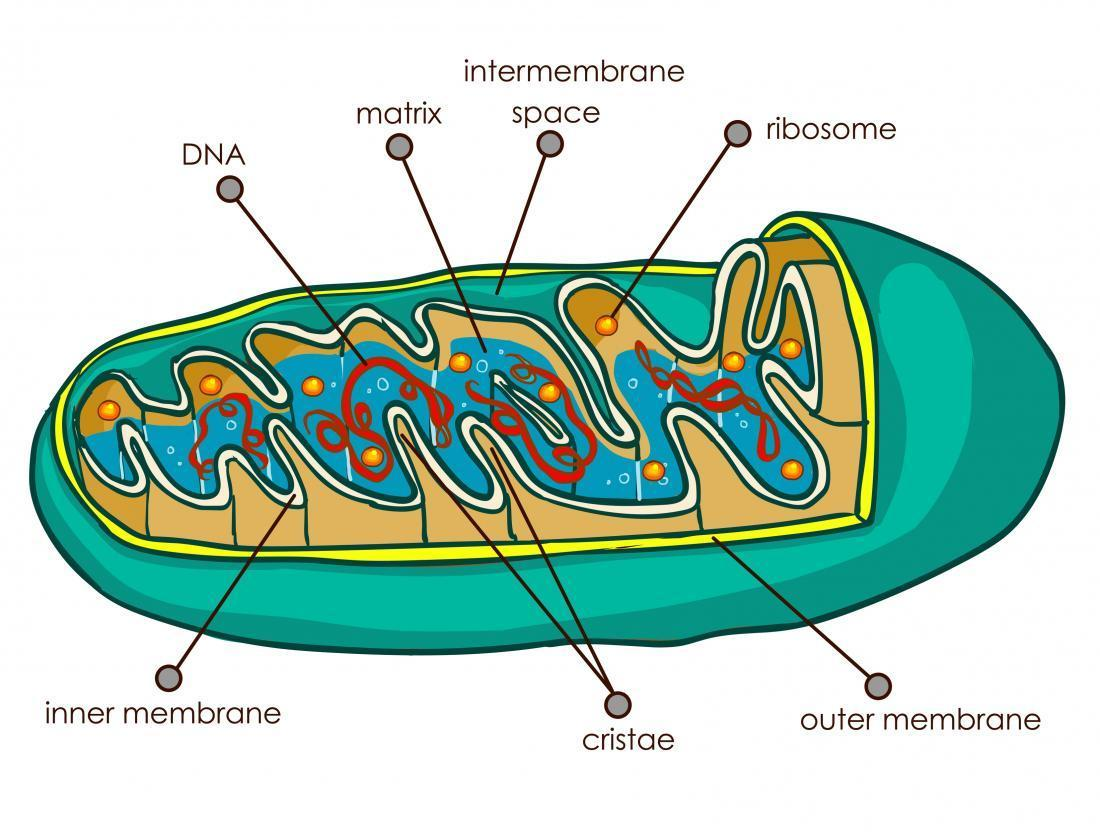 intermembrane
space
matrix
ribosome
DNA
inner membrane
cristae
outer membrane